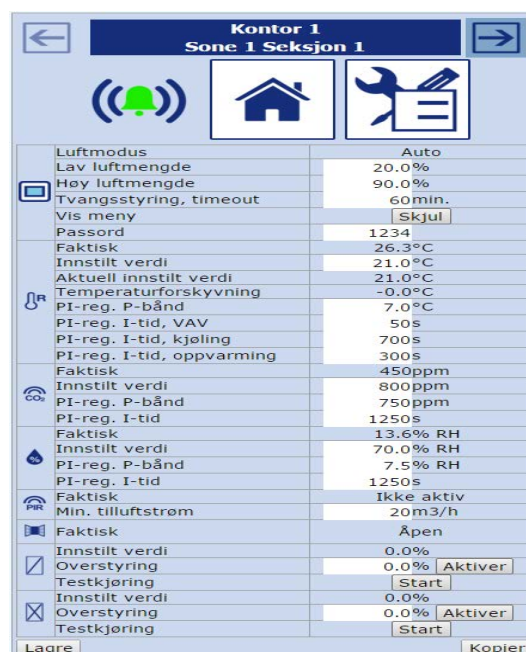 Kontor 1
Sone 1 Seksjon 1
Luftmodus Auto
Lav luftmengde 20.0%
Høy luftmengde 90.0%
Tvangsstyring, timeout 60min.
Vis meny Skjul
Passord 1234
Faktisk 26.3°C
Innstilt verdi 21.0°C
Aktuell innstilt verdi 21.0°C
R Temperaturforskyvning -0.0°C
PI-reg. P-bånd 7.0°C
PI-reg. I-tid, VAV 50s
PI-reg. I-tid, kjøling 700s
PI-reg. I-tid, oppvarming 300s
Faktisk 450ppm
CO₂ Innstilt verdi 800ppm
PI-reg. P-bånd 750ppm
PI-reg. I-tid 1250s
Faktisk 13.6% RH
Innstilt verdi 70.0% RH
% PI-reg. P-bånd 7.5% RH
PI-reg. I-tid 1250s
Faktisk Ikke aktiv
PIR Min. tilluftstrøm 20m3/h
Faktisk Åpen
Innstilt verdi 0.0%
Overstyring 0.0% Aktiver
Testkjøring Start
Innstilt verdi 0.0%
Overstyring 0.0% Aktiver
Testkjøring Start
Lagre Kopier